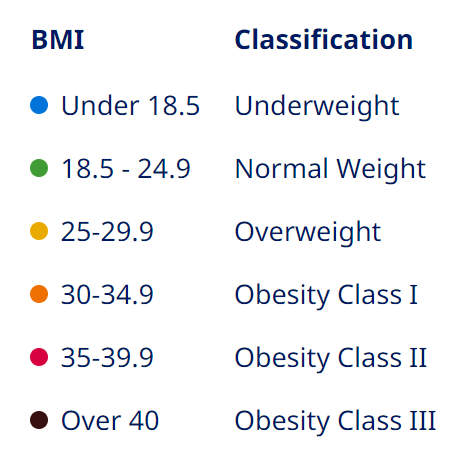 BMI Classification
Under 18.5 Underweight
18.5 - 24.9 Normal Weight
25-29.9 Overweight
30-34.9 Obesity Class I
35-39.9 Obesity Class II
Over 40 Obesity Class III